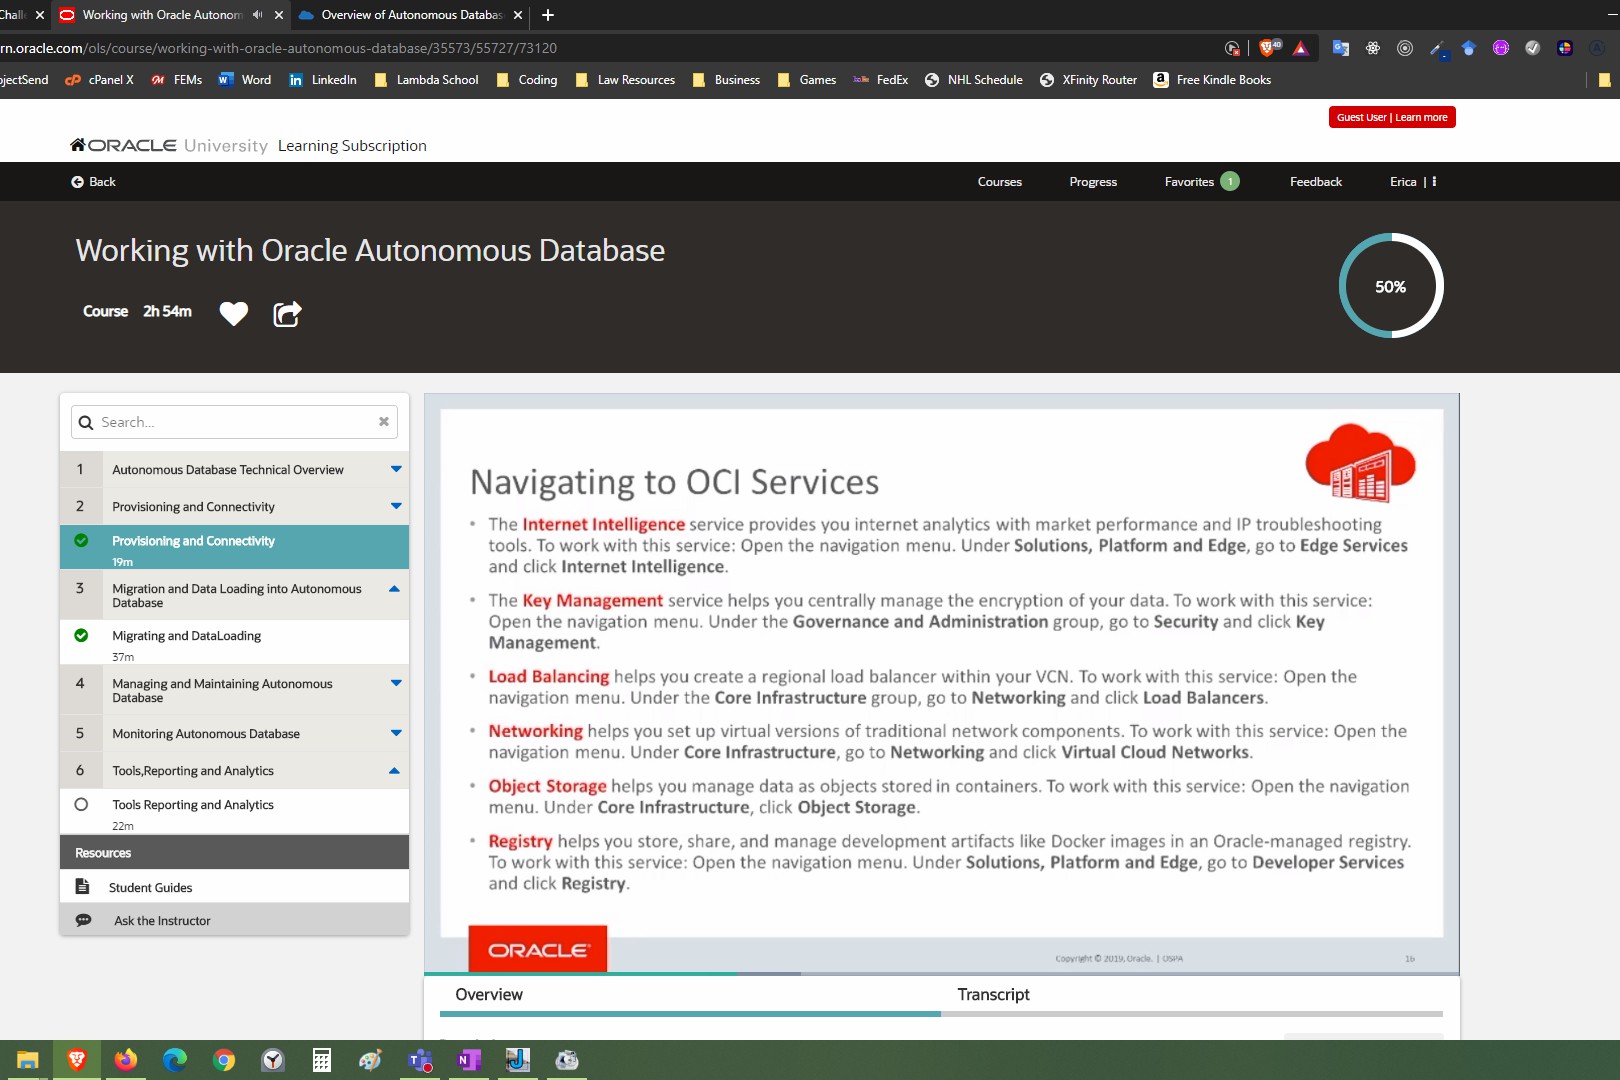 Chall
Working with Oracle Autonom
Overview of Autonomous Databas
rn.oracle.com/ols/course/working-with-oracle-autonomous-database/35573/55727/73120
40
ojectSend
cPanel X
FEMs
Word
LinkedIn
Lambda School
Coding
Law Resources
Business
Games
FedEx
NHL Schedule
XFinity Router
Free Kindle Books
Guest User | Learn more
ORACLE University Learning Subscription
Back
Courses
Progress
Favorites 1
Feedback
Erica |
Working with Oracle Autonomous Database
Course 2h 54m
50%
Search...
1 Autonomous Database Technical Overview
2 Provisioning and Connectivity
Provisioning and Connectivity
19m
3 Migration and Data Loading into Autonomous
Database
Migrating and DataLoading
37m
4 Managing and Maintaining Autonomous
Database
5 Monitoring Autonomous Database
6 Tools,Reporting and Analytics
Tools Reporting and Analytics
22m
Resources
Student Guides
Ask the Instructor
Navigating to OCI Services
• The Internet Intelligence service provides you internet analytics with market performance and IP troubleshooting
tools. To work with this service: Open the navigation menu. Under Solutions, Platform and Edge, go to Edge Services
and click Internet Intelligence.
• The Key Management service helps you centrally manage the encryption of your data. To work with this service:
Open the navigation menu. Under the Governance and Administration group, go to Security and click Key
Management.
• Load Balancing helps you create a regional load balancer within your VCN. To work with this service: Open the
navigation menu. Under the Core Infrastructure group, go to Networking and click Load Balancers.
• Networking helps you set up virtual versions of traditional network components. To work with this service: Open the
navigation menu. Under Core Infrastructure, go to Networking and click Virtual Cloud Networks.
• Object Storage helps you manage data as objects stored in containers. To work with this service: Open the navigation
menu. Under Core Infrastructure, click Object Storage.
• Registry helps you store, share, and manage development artifacts like Docker images in an Oracle-managed registry.
To work with this service: Open the navigation menu. Under Solutions, Platform and Edge, go to Developer Services
and click Registry.
ORACLE
Copyright © 2019, Oracle. | OSPA
16
Overview
Transcript